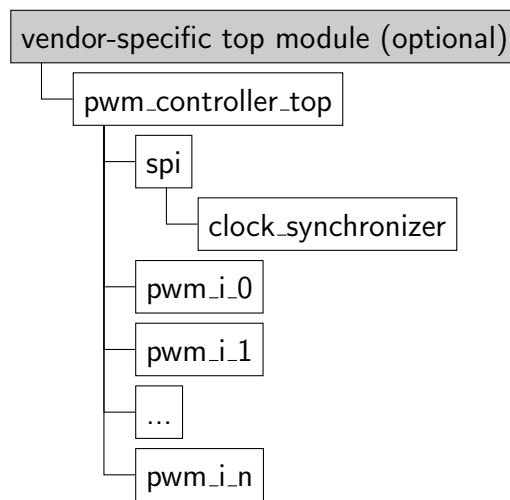 vendor-specific top module (optional)
pwm_controller_top
spi
clock_synchronizer
pwm_i_0
pwm_i_1
...
pwm_i_n